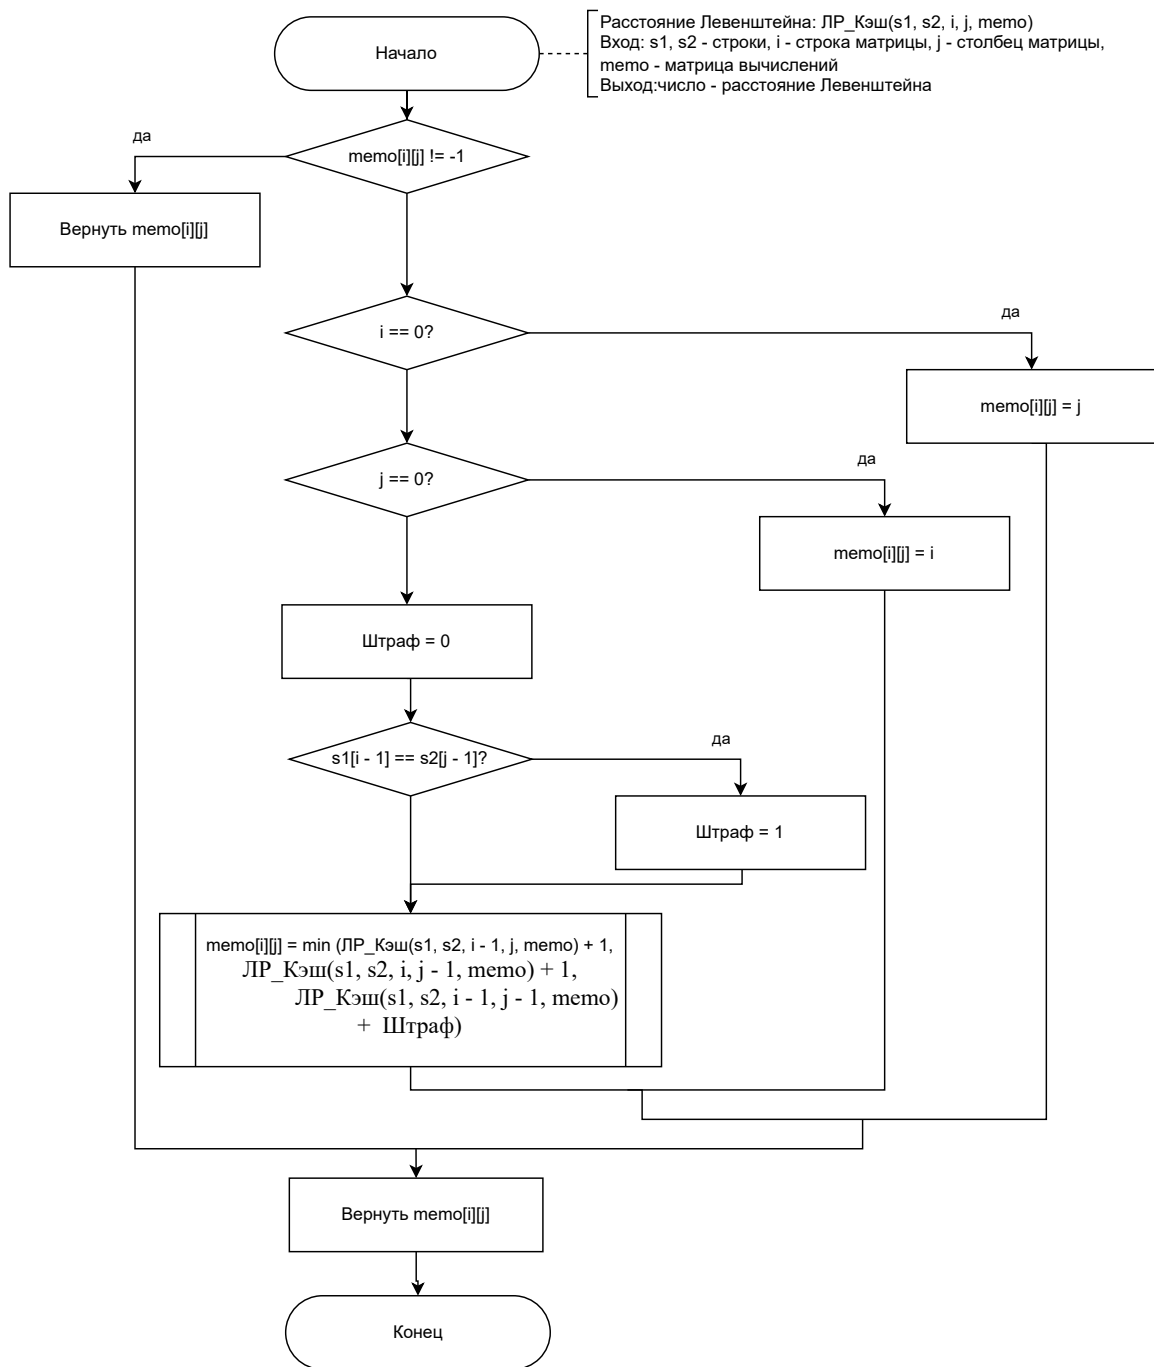 Начало
Расстояние Левенштейна: ЛР_Кэш(s1, s2, i, j, memo)
Вход: s1, s2 - строки, i - строка матрицы, j - столбец матрицы,
memo - матрица вычислений
Выход:число - расстояние Левенштейна
да
memo[i][j] != -1
Вернуть memo[i][j]
i == 0?
да
memo[i][j] = j
j == 0?
да
memo[i][j] = i
Штраф = 0
s1[i - 1] == s2[j - 1]?
да
Штраф = 1
memo[i][j] = min (ЛР_Кэш(s1, s2, i - 1, j, memo) + 1,
ЛР_Кэш(s1, s2, i, j - 1, memo) + 1,
ЛР_Кэш(s1, s2, i - 1, j - 1, memo)
+ Штраф)
Вернуть memo[i][j]
Конец